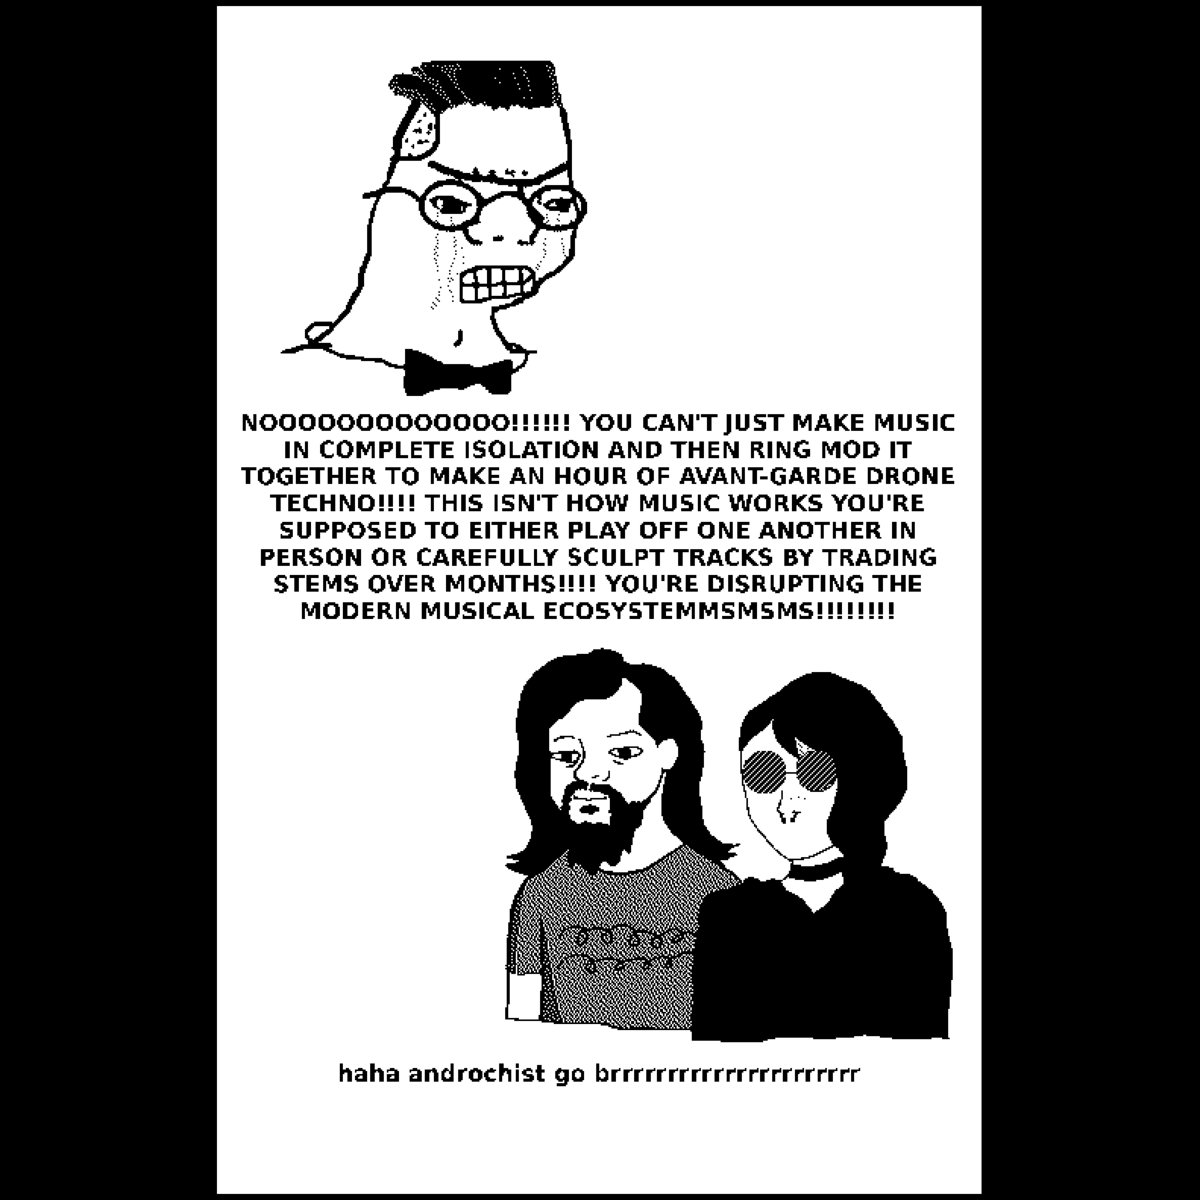 NOOOOOOOOOOOOO!!!!!! YOU CAN'T JUST MAKE MUSIC
IN COMPLETE ISOLATION AND THEN RING MOD IT
TOGETHER TO MAKE AN HOUR OF AVANT-GARDE DRONE
TECHNO!!!! THIS ISN'T HOW MUSIC WORKS YOU'RE
SUPPOSED TO EITHER PLAY OFF ONE ANOTHER IN
PERSON OR CAREFULLY SCULPT TRACKS BY TRADING
STEMS OVER MONTHS!!!! YOU'RE DISRUPTING THE
MODERN MUSICAL ECOSYSTEMMSMSMS!!!!!!!!
haha androchist go brrrrrrrrrrrrrrrrrrrrrr